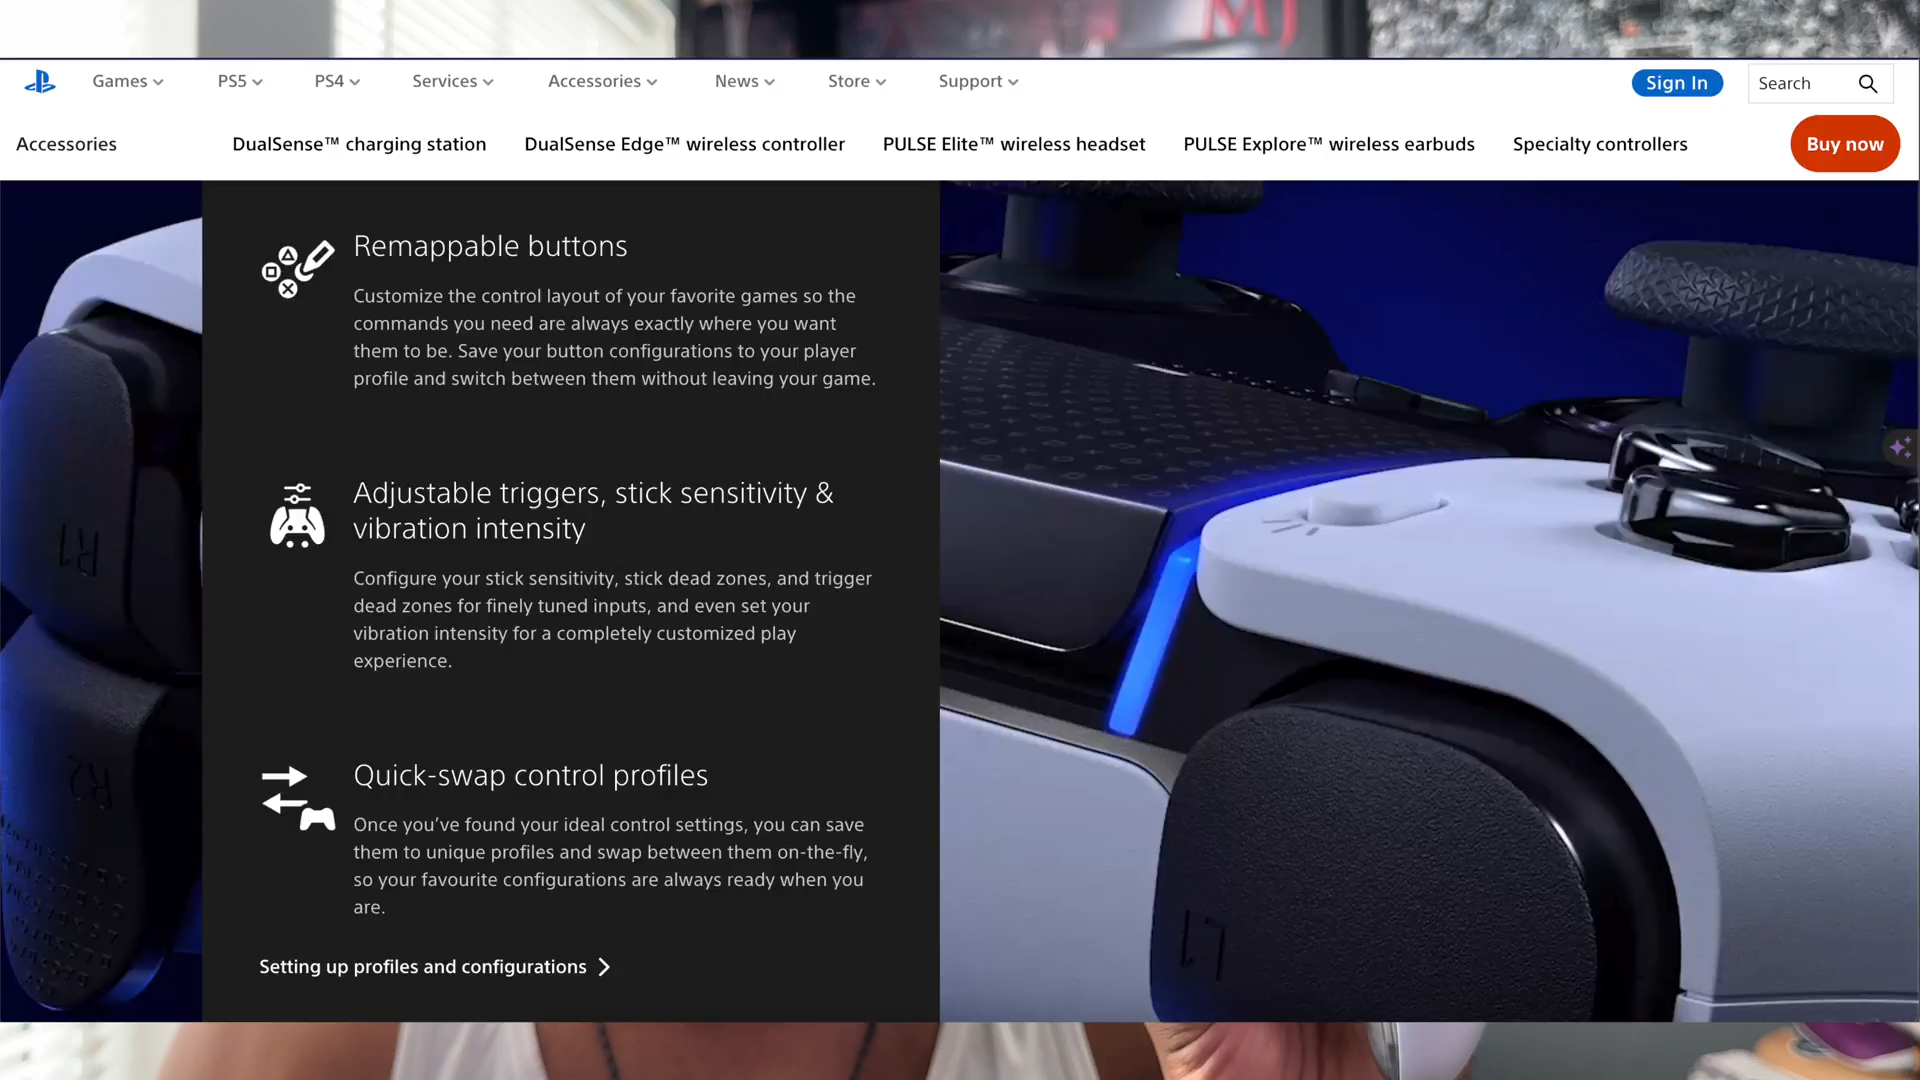 MJ
Games
PS5
PS4
Services
Accessories
News
Store
Support
Sign In
Search
Accessories
DualSense™ charging station
DualSense Edge™ wireless controller
PULSE Elite™ wireless headset
PULSE Explore™ wireless earbuds
Specialty controllers
Buy now
Remappable buttons
Customize the control layout of your favorite games so the
commands you need are always exactly where you want
them to be. Save your button configurations to your player
profile and switch between them without leaving your game.
Adjustable triggers, stick sensitivity &
vibration intensity
Configure your stick sensitivity, stick dead zones, and trigger
dead zones for finely tuned inputs, and even set your
vibration intensity for a completely customized play
experience.
Quick-swap control profiles
Once you’ve found your ideal control settings, you can save
them to unique profiles and swap between them on-the-fly,
so your favourite configurations are always ready when you
are.
Setting up profiles and configurations
R1
R2
L1